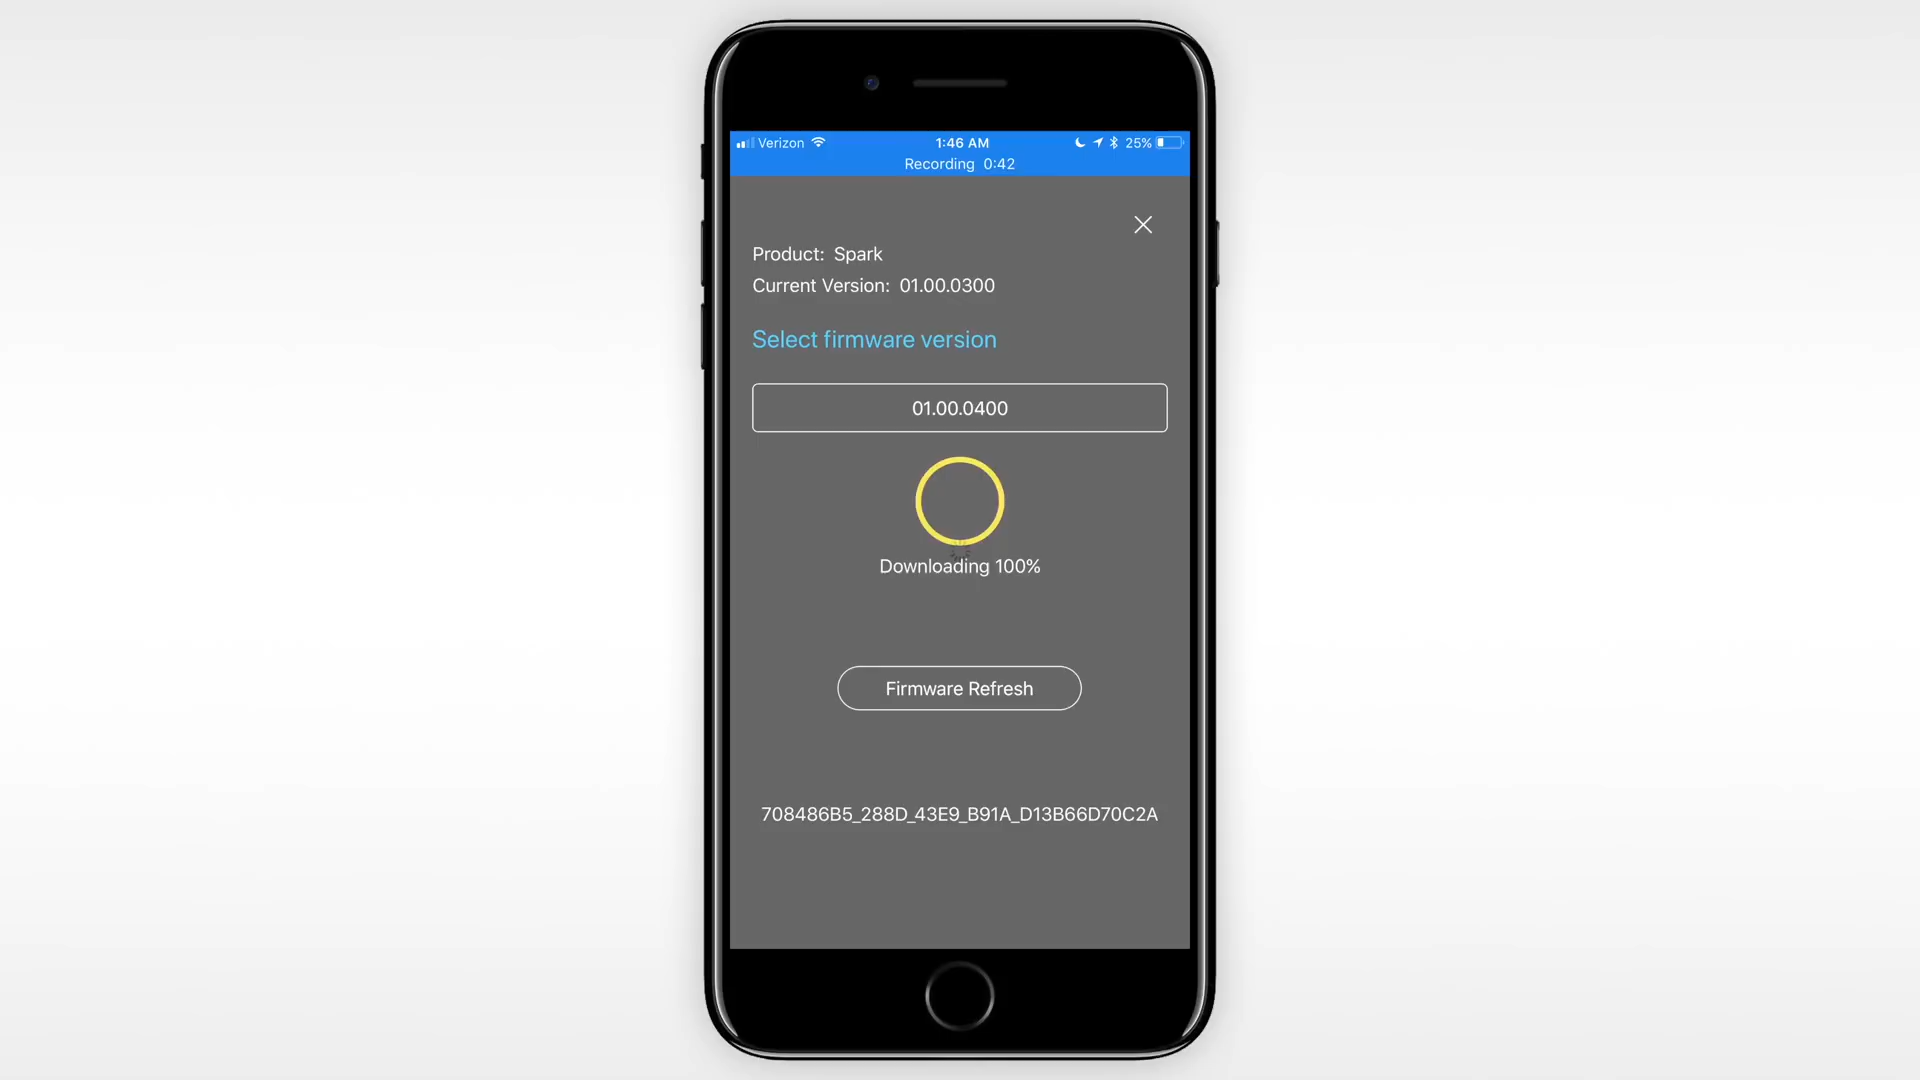 Verizon 1:46 AM 25%
Recording 0:42
Product: Spark
Current Version: 01.00.0300
Select firmware version
01.00.0400
Downloading 100%
Firmware Refresh
708486B5_288D_43E9_B91A_D13B66D70C2A